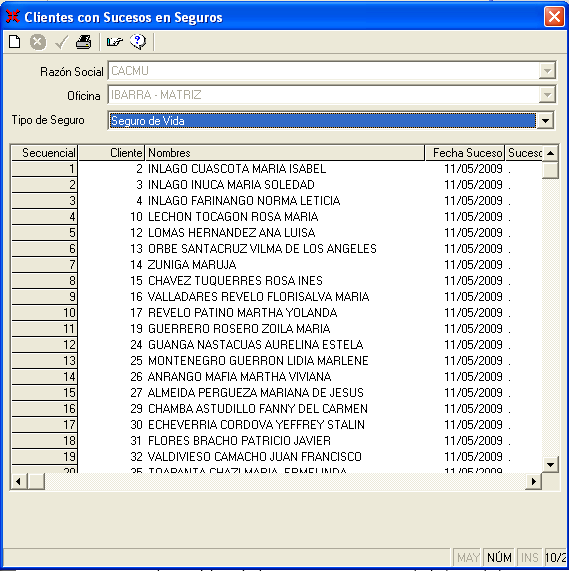 Clientes con Sucesos en Seguros
Razón Social CACMU
Oficina IBARRA - MATRIZ
Tipo de Seguro Seguro de Vida
Secuencial Cliente Nombres Fecha Suceso Suceso
1 2 INLAGO CUASCOTA MARIA ISABEL 11/05/2009 .
2 3 INLAGO INUCA MARIA SOLEDAD 11/05/2009 .
3 4 INLAGO FARINANGO NORMA LETICIA 11/05/2009 .
4 10 LECHON TOCAGON ROSA MARIA 11/05/2009 .
5 12 LOMAS HERNANDEZ ANA LUISA 11/05/2009 .
6 13 ORBE SANTACRUZ VILMA DE LOS ANGELES 11/05/2009 .
7 14 ZUNIGA MARUJA 11/05/2009 .
8 15 CHAVEZ TUQUERRES ROSA INES 11/05/2009 .
9 16 VALLADARES REVELO FLORISALVA MARIA 11/05/2009 .
10 17 REVELO PATINO MARTHA YOLANDA 11/05/2009 .
11 19 GUERRERO ROSERO ZOILA MARIA 11/05/2009 .
12 24 GUANGA NASTACUAS AURELINA ESTELA 11/05/2009 .
13 25 MONTENEGRO GUERRON LIDIA MARLENE 11/05/2009 .
14 26 ANRANGO MAFIA MARTHA VIVIANA 11/05/2009 .
15 27 ALMEIDA PERGUEZA MARIANA DE JESUS 11/05/2009 .
16 29 CHAMBA ASTUDILLO FANNY DEL CARMEN 11/05/2009 .
17 30 ECHEVERRIA CORDOVA YEFFREY STALIN 11/05/2009 .
18 31 FLORES BRACHO PATRICIO JAVIER 11/05/2009 .
19 32 VALDIVIESO CAMACHO JUAN FRANCISCO 11/05/2009 .
20 35 TOAPANTA CHAZI MARIA ERMELINDA 11/05/2009 .
MAY NÚM INS 10/2